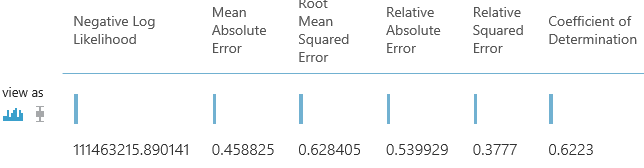 Negative Log
Likelihood
Mean
Absolute
Error
Root
Mean
Squared
Error
Relative
Absolute
Error
Relative
Squared
Error
Coefficient of
Determination
view as
111463215.890141
0.458825
0.628405
0.539929
0.3777
0.6223